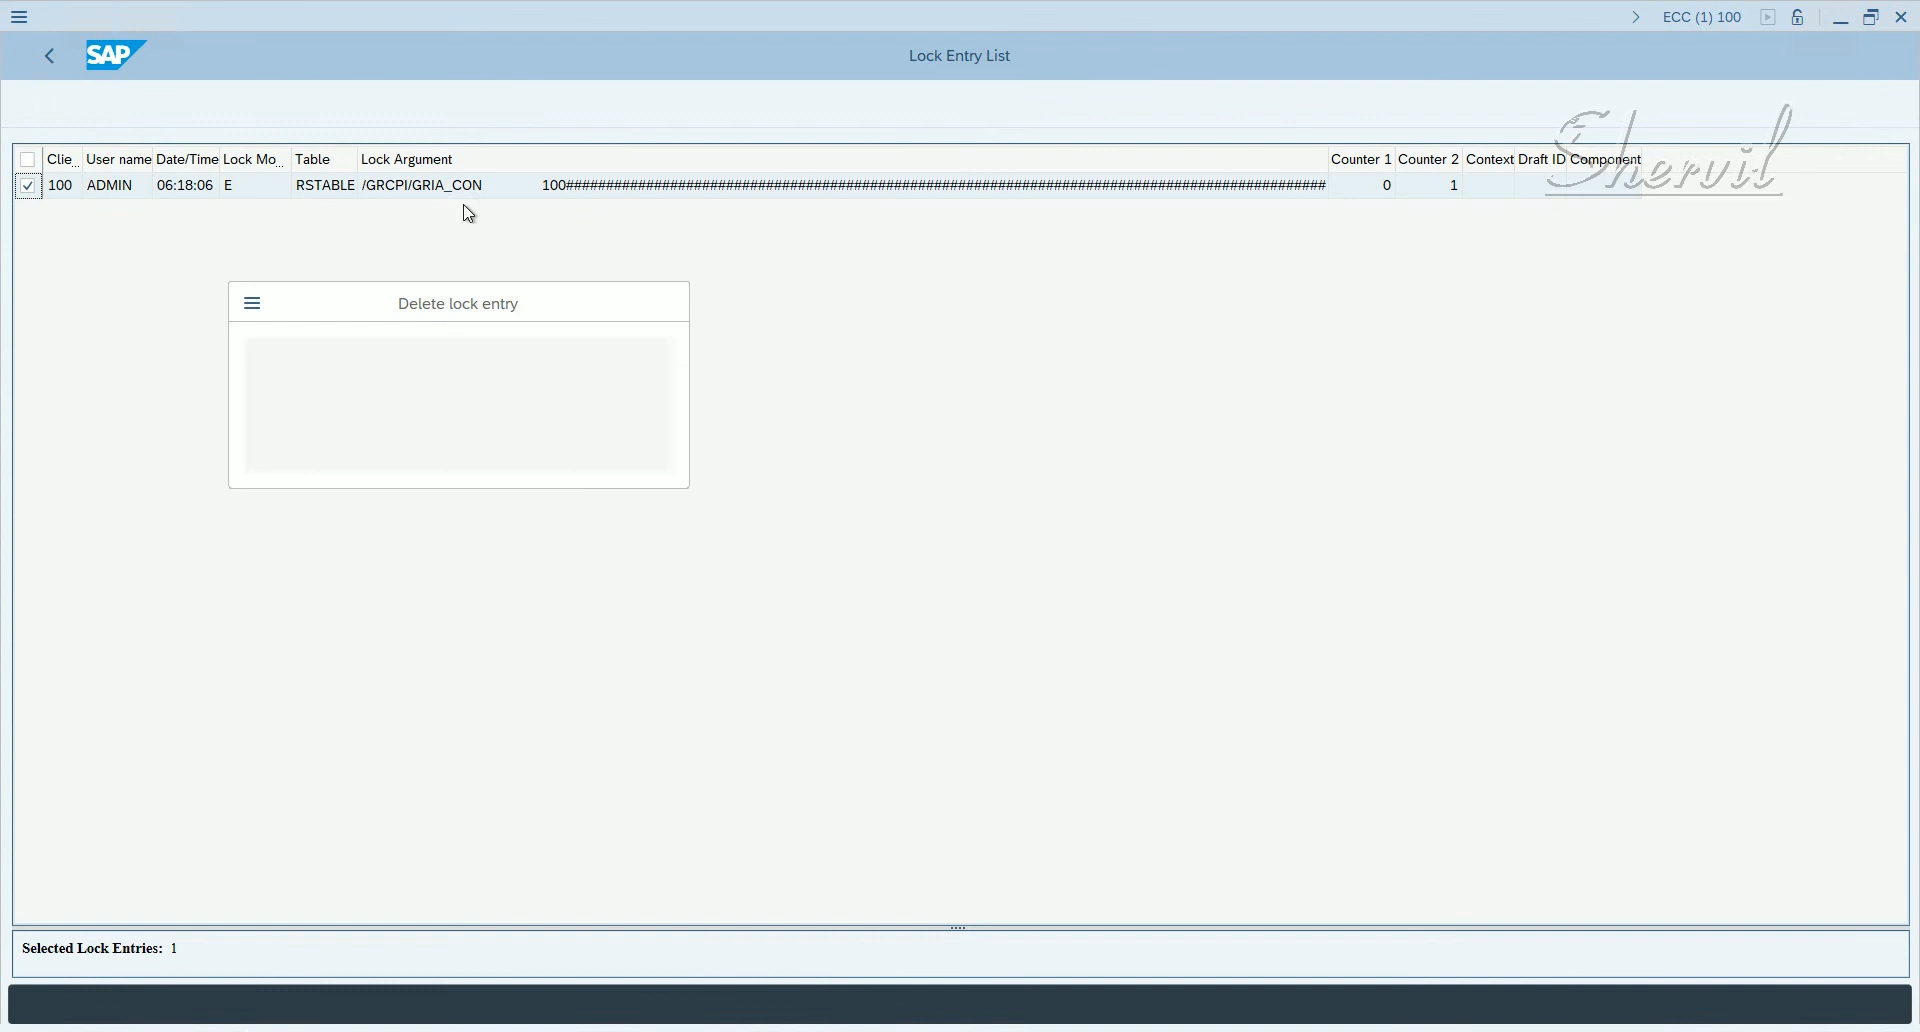 ECC (1) 100
SAP
Lock Entry List
Shervil
Clie... User name Date/Time Lock Mo... Table Lock Argument Counter 1 Counter 2 Context Draft ID Component
100 ADMIN 06:18:06 E RSTABLE /GRCPI/GRIA_CON 100############################################################################################### 0 1
Delete lock entry
Selected Lock Entries: 1